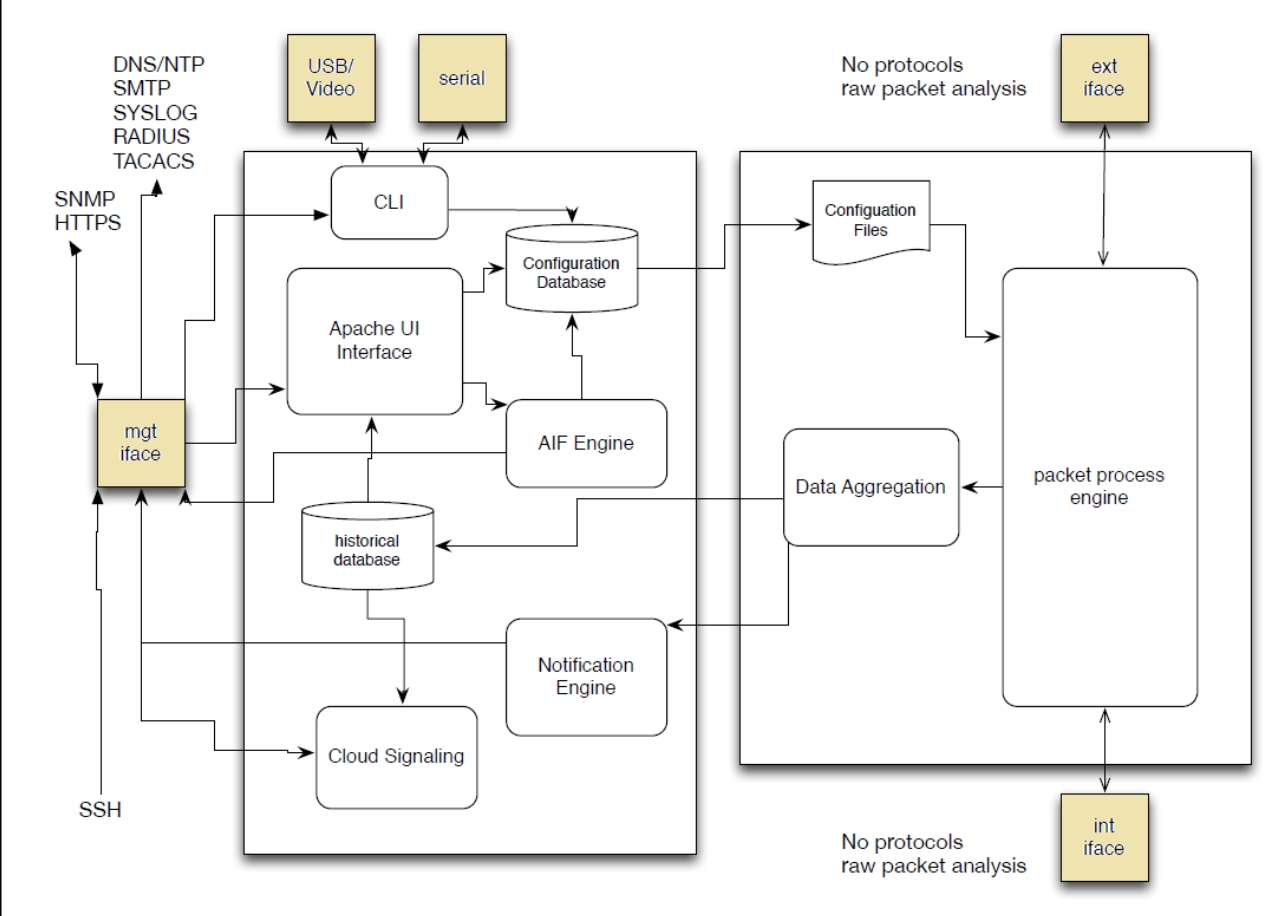 DNS/NTP
SMTP
SYSLOG
RADIUS
TACACS
SNMP
HTTPS
USB/
Video
serial
No protocols
raw packet analysis
ext
iface
CLI
Configuration
Database
Configuation
Files
Apache UI
Interface
mgt
iface
AIF Engine
Data Aggregation
packet process
engine
historical
database
Notification
Engine
Cloud Signaling
SSH
No protocols
raw packet analysis
int
iface